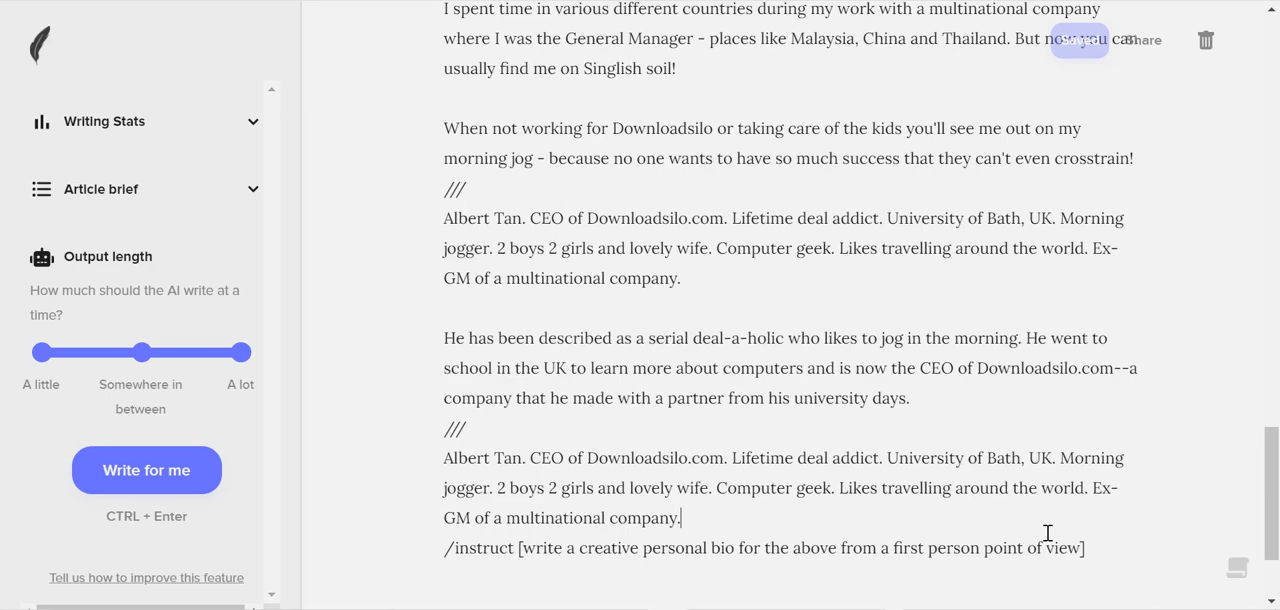 Writing Stats
Article brief
Output length
How much should the AI write at a
time?
A little
Somewhere in
between
A lot
Write for me
CTRL + Enter
Tell us how to improve this feature
Share
I spent time in various different countries during my work with a multinational company
where I was the General Manager - places like Malaysia, China and Thailand. But now you can
usually find me on Singlish soil!
When not working for Downloadsilo or taking care of the kids you'll see me out on my
morning jog - because no one wants to have so much success that they can't even crosstrain!
///
Albert Tan. CEO of Downloadsilo.com. Lifetime deal addict. University of Bath, UK. Morning
jogger. 2 boys 2 girls and lovely wife. Computer geek. Likes travelling around the world. Ex-
GM of a multinational company.
He has been described as a serial deal-a-holic who likes to jog in the morning. He went to
school in the UK to learn more about computers and is now the CEO of Downloadsilo.com--a
company that he made with a partner from his university days.
///
Albert Tan. CEO of Downloadsilo.com. Lifetime deal addict. University of Bath, UK. Morning
jogger. 2 boys 2 girls and lovely wife. Computer geek. Likes travelling around the world. Ex-
GM of a multinational company.
/instruct [write a creative personal bio for the above from a first person point of view]